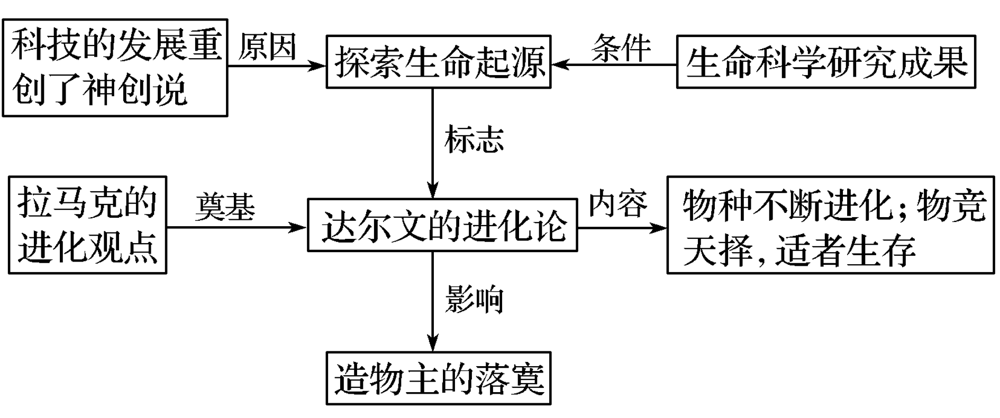 科技的发展重
创了神创说
原因
探索生命起源
条件
生命科学研究成果
标志
拉马克的
进化观点
奠基
达尔文的进化论
内容
物种不断进化；物竞
天择，适者生存
影响
造物主的落寞